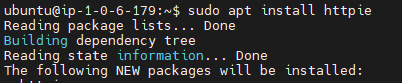 ubuntu@ip-1-0-6-179:~$ sudo apt install httpie
Reading package lists... Done
Building dependency tree
Reading state information... Done
The following NEW packages will be installed: